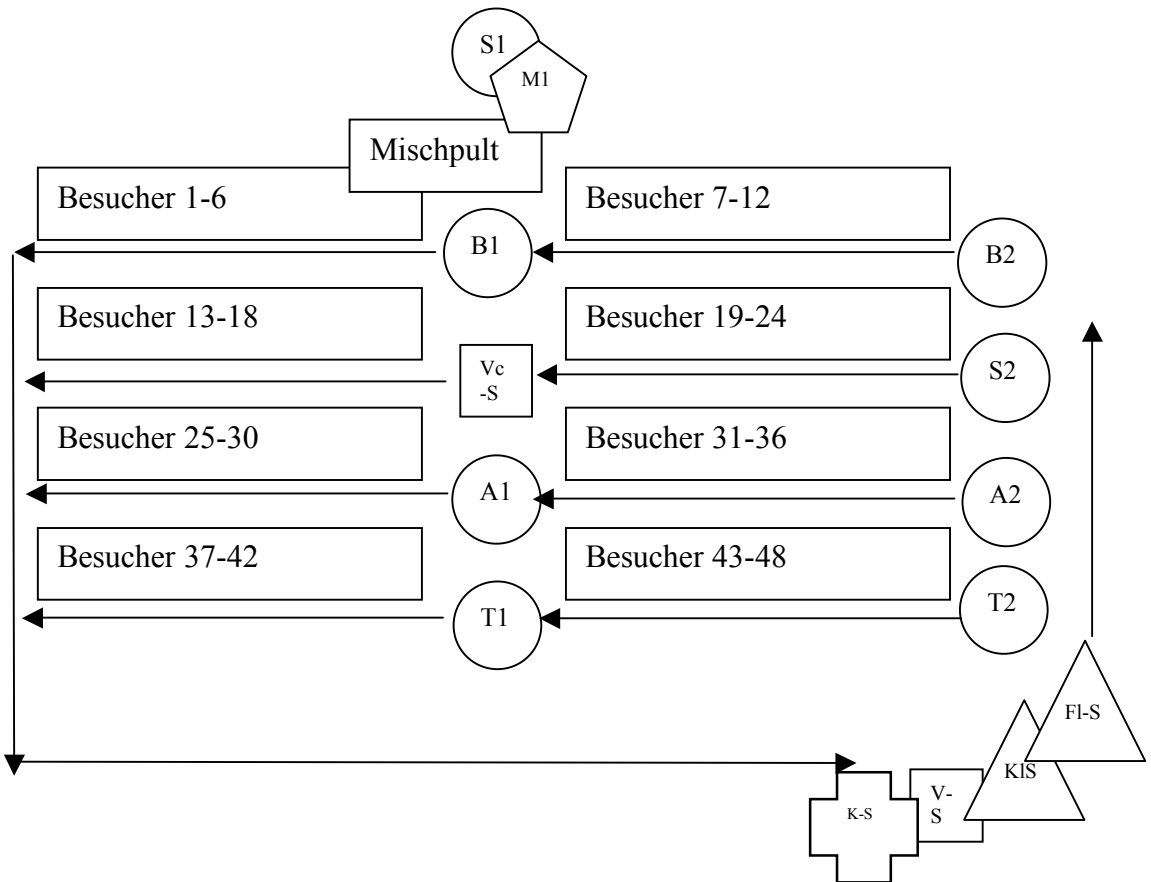 S1
M1
Mischpult
Besucher 1-6
Besucher 7-12
B1
B2
Besucher 13-18
Besucher 19-24
Vc
-S
S2
Besucher 25-30
Besucher 31-36
A1
A2
Besucher 37-42
Besucher 43-48
T1
T2
Fl-S
KlS
V-
S
K-S